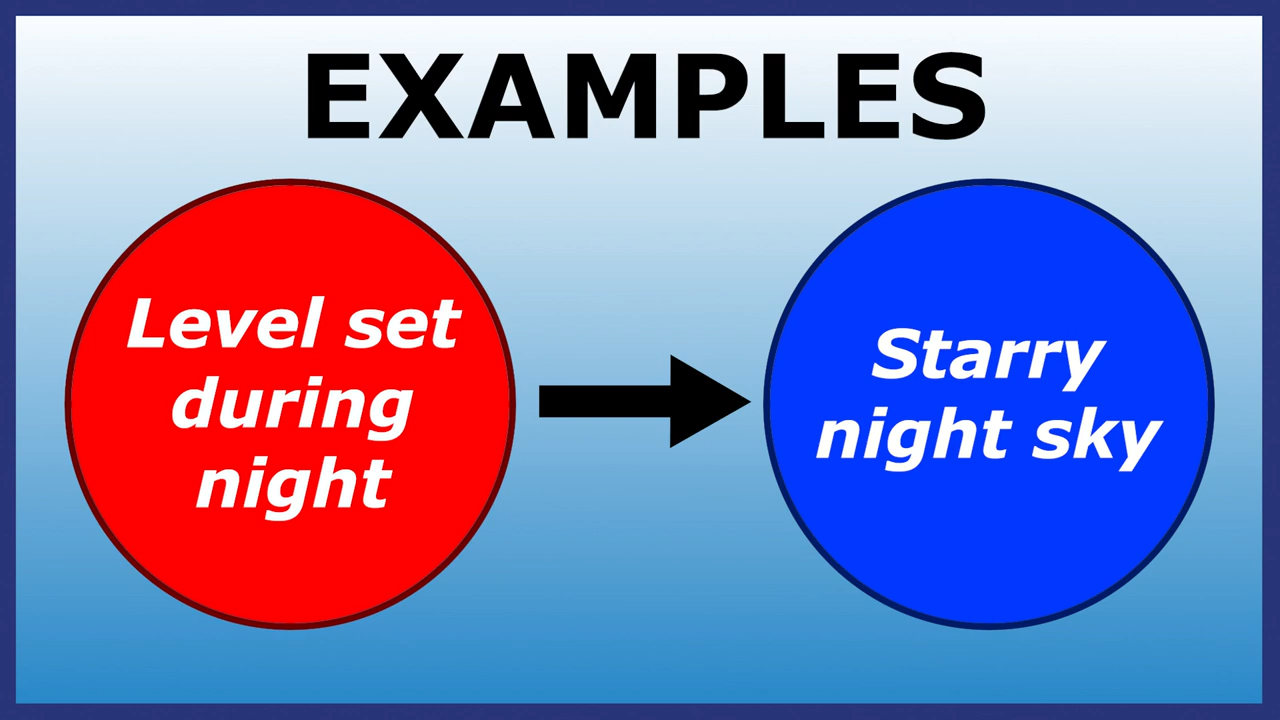 EXAMPLES
Level set
during
night
Starry
night sky